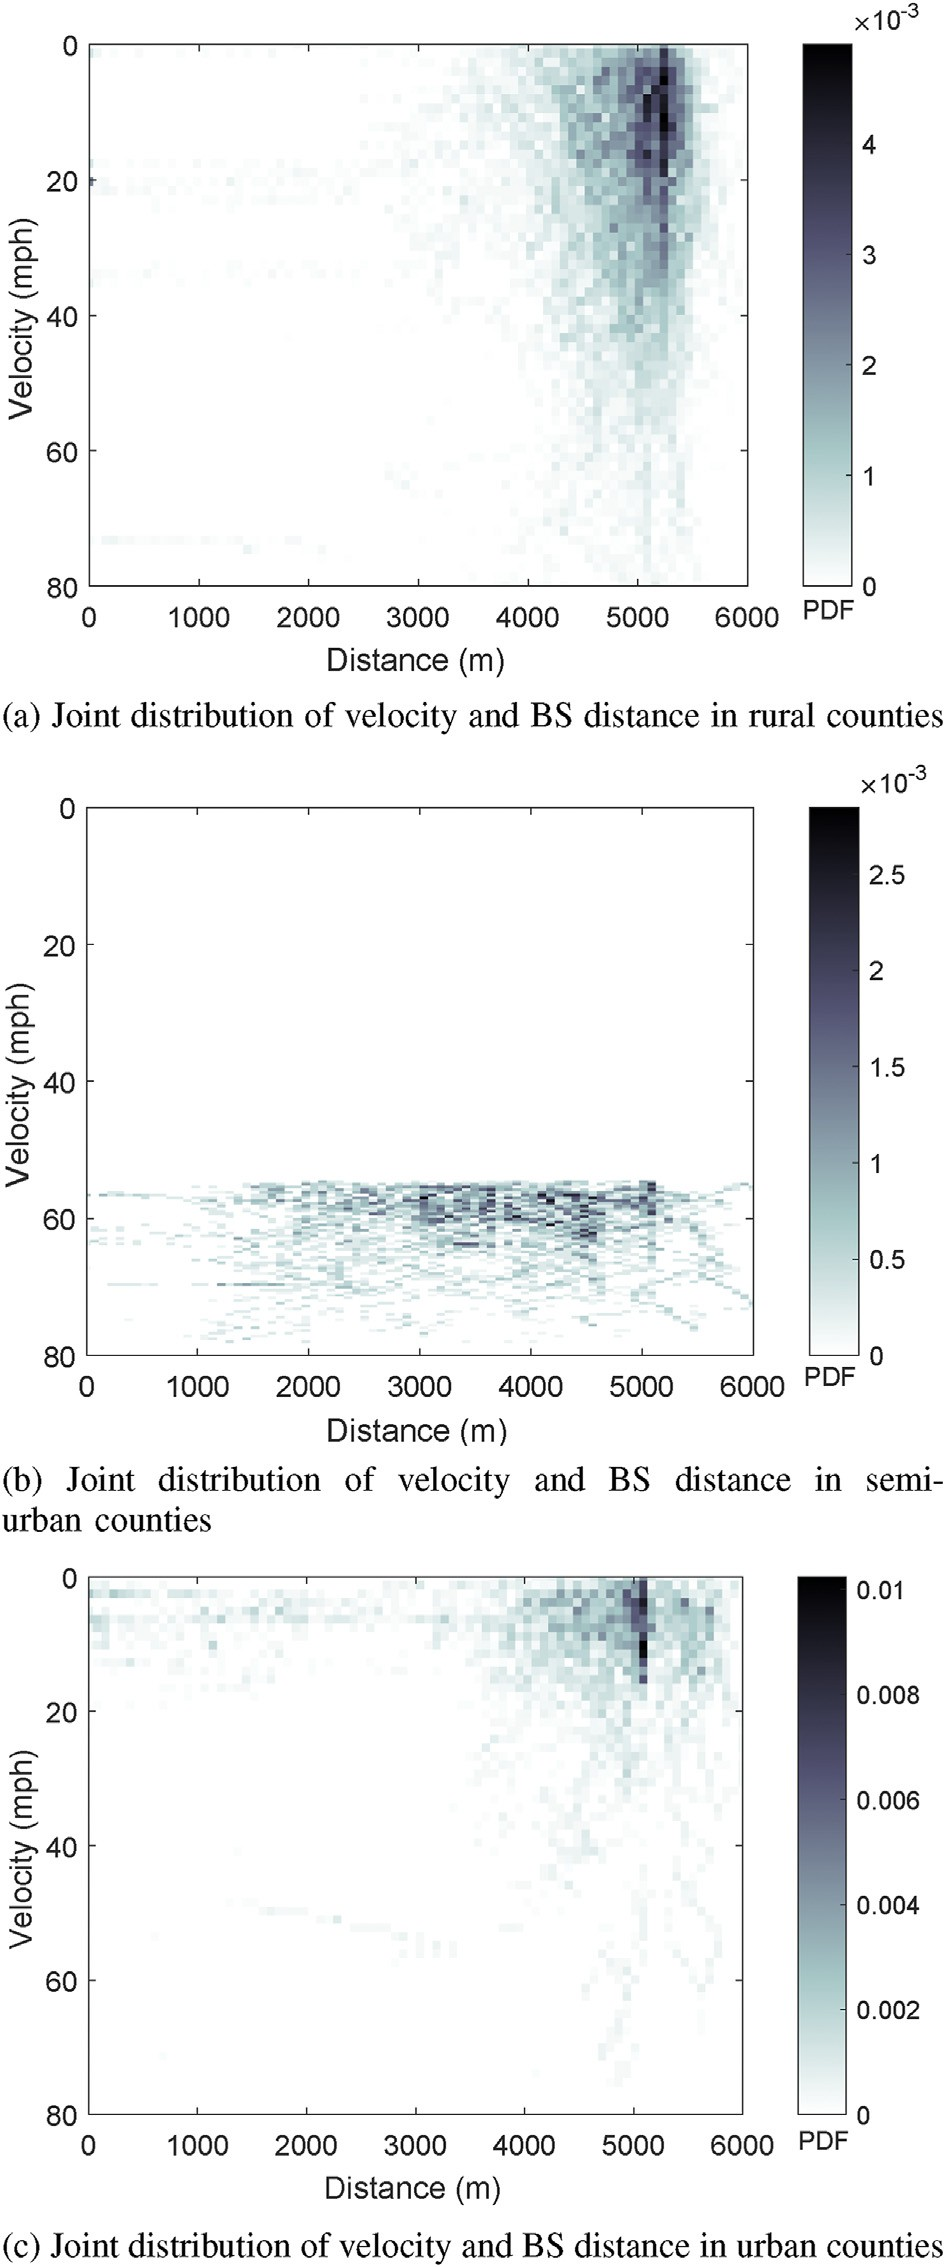 ×10-3
0
20
40
60
80
Velocity (mph)
0 1000 2000 3000 4000 5000 6000
Distance (m)
4
3
2
1
0
PDF
(a) Joint distribution of velocity and BS distance in rural counties
×10-3
0
20
40
60
80
Velocity (mph)
0 1000 2000 3000 4000 5000 6000
Distance (m)
2.5
2
1.5
1
0.5
0
PDF
(b) Joint distribution of velocity and BS distance in semi-
urban counties
0
20
40
60
80
Velocity (mph)
0 1000 2000 3000 4000 5000 6000
Distance (m)
0.01
0.008
0.006
0.004
0.002
0
PDF
(c) Joint distribution of velocity and BS distance in urban counties